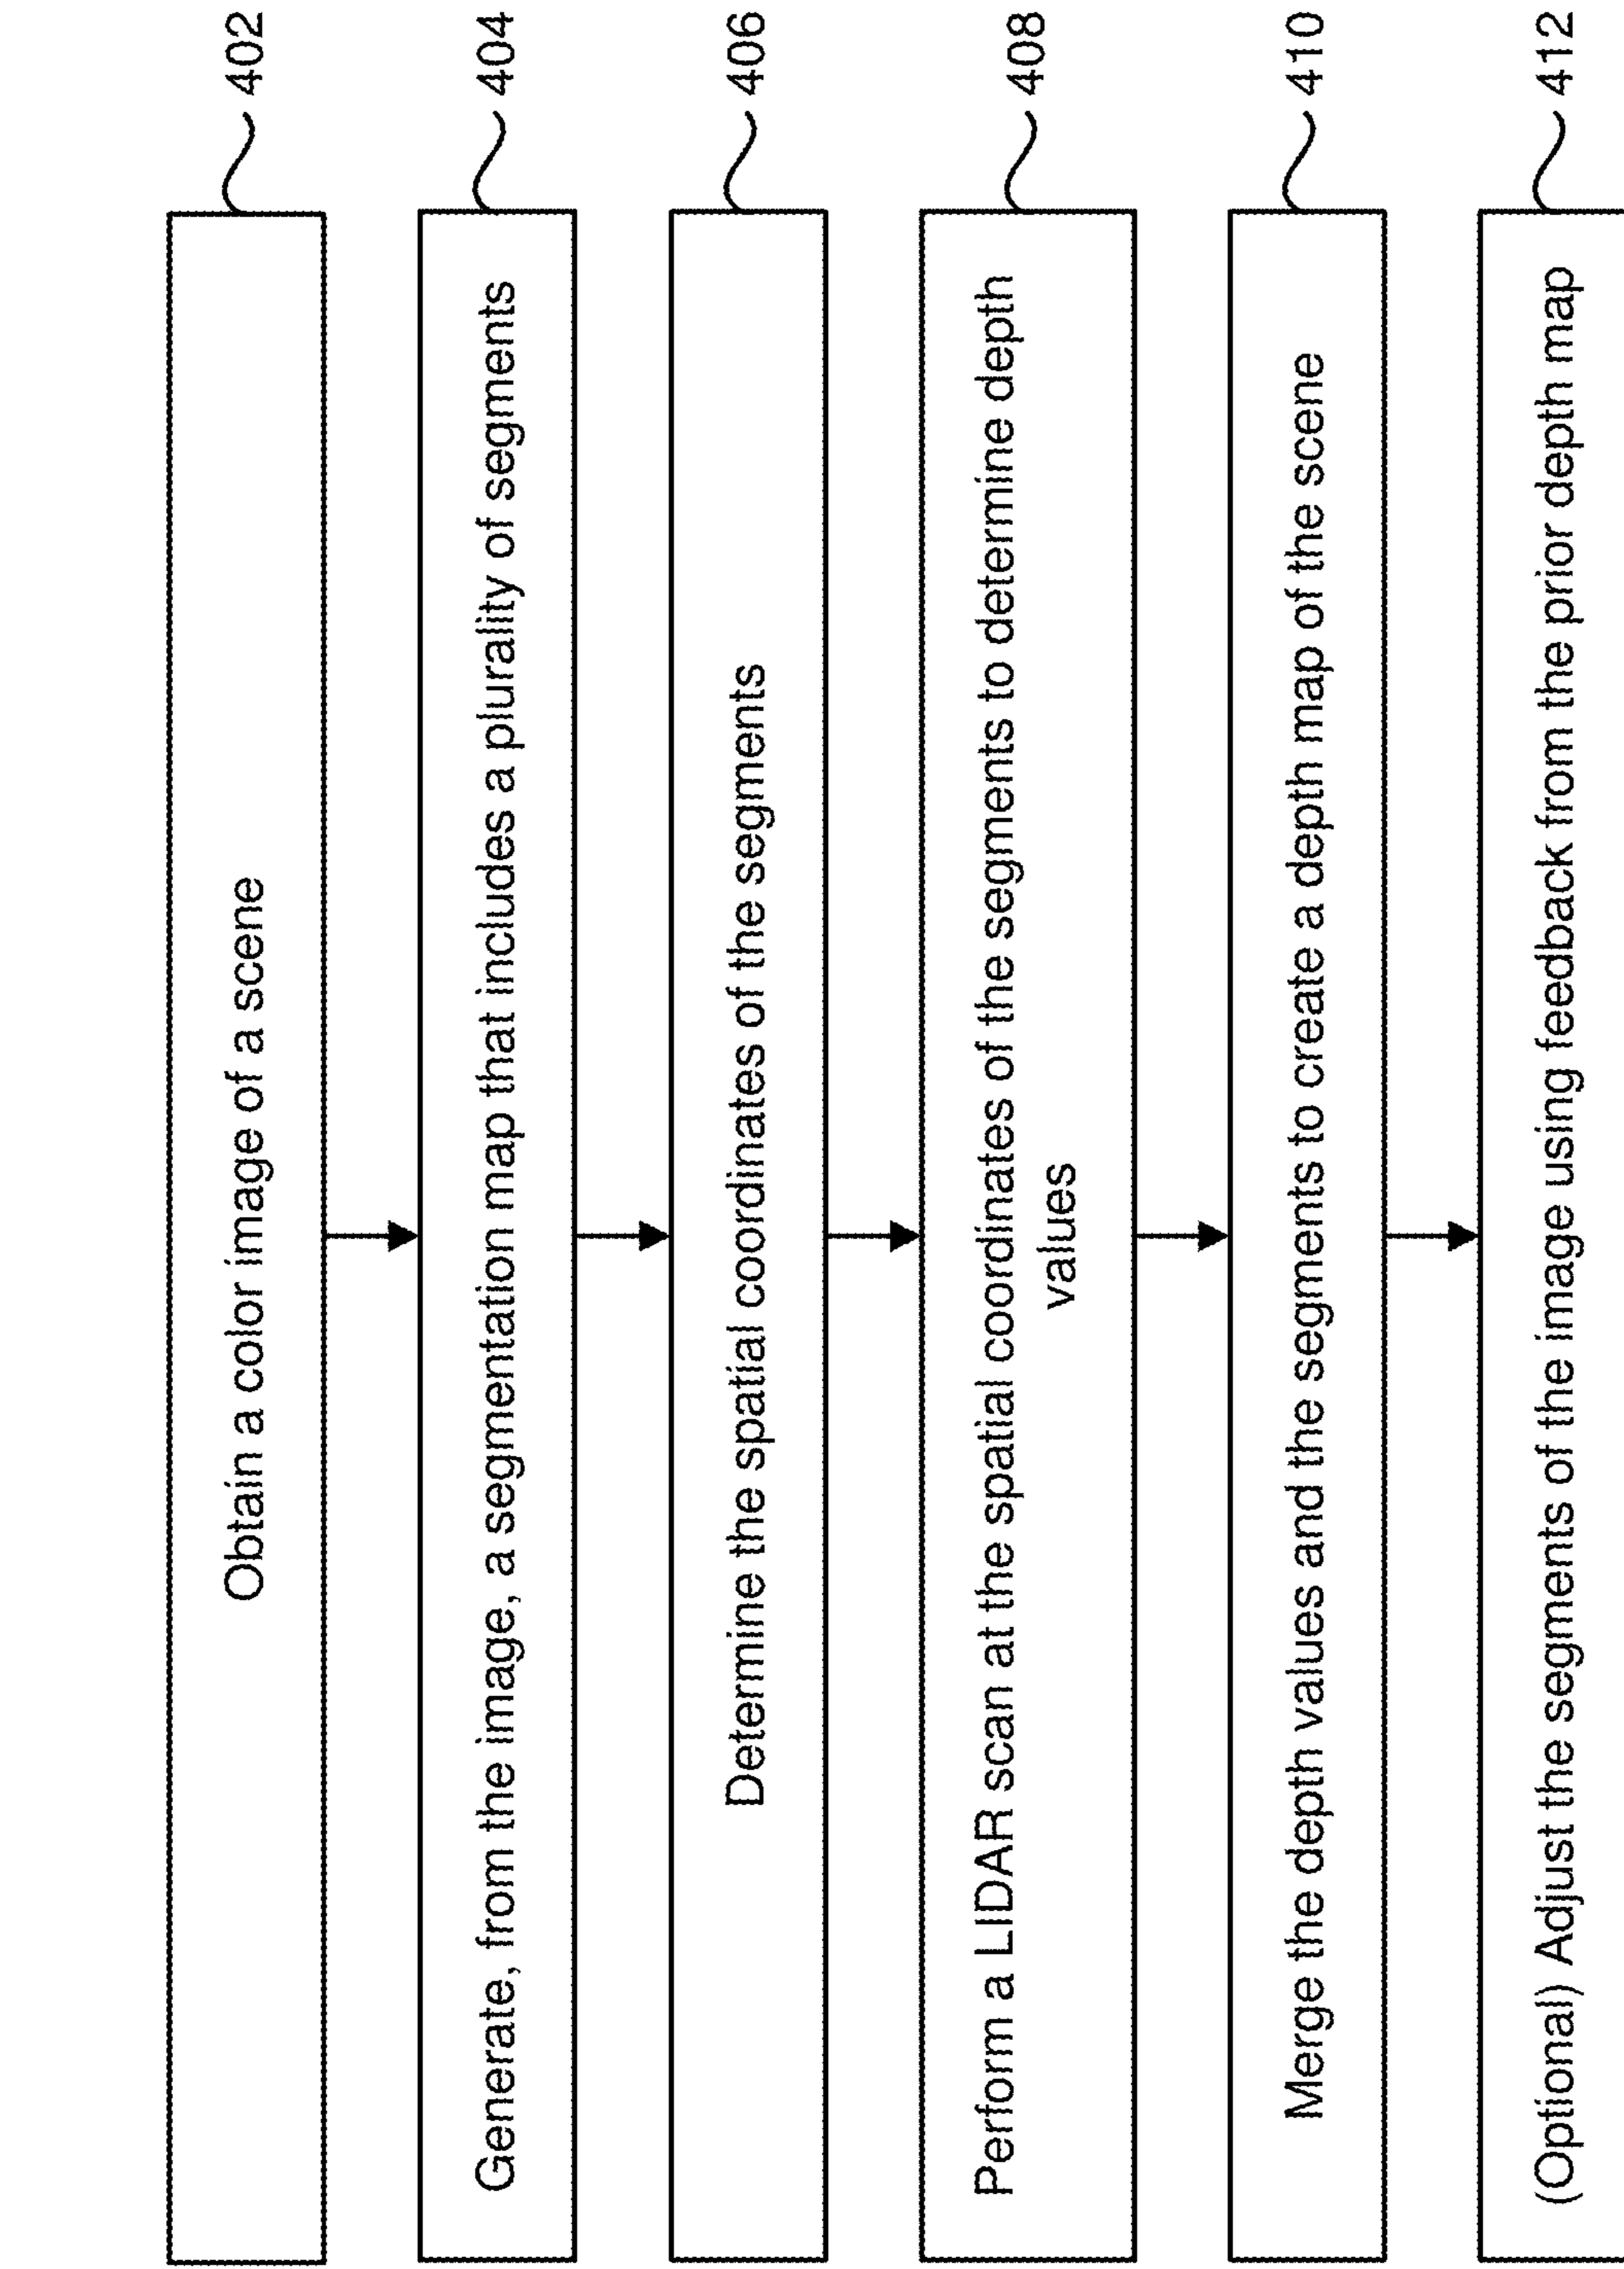 Obtain a color image of a scene
402
Generate, from the image, a segmentation map that includes a plurality of segments
404
Determine the spatial coordinates of the segments
406
Perform a LIDAR scan at the spatial coordinates of the segments to determine depth
values
408
Merge the depth values and the segments to create a depth map of the scene
410
(Optional) Adjust the segments of the image using feedback from the prior depth map
412